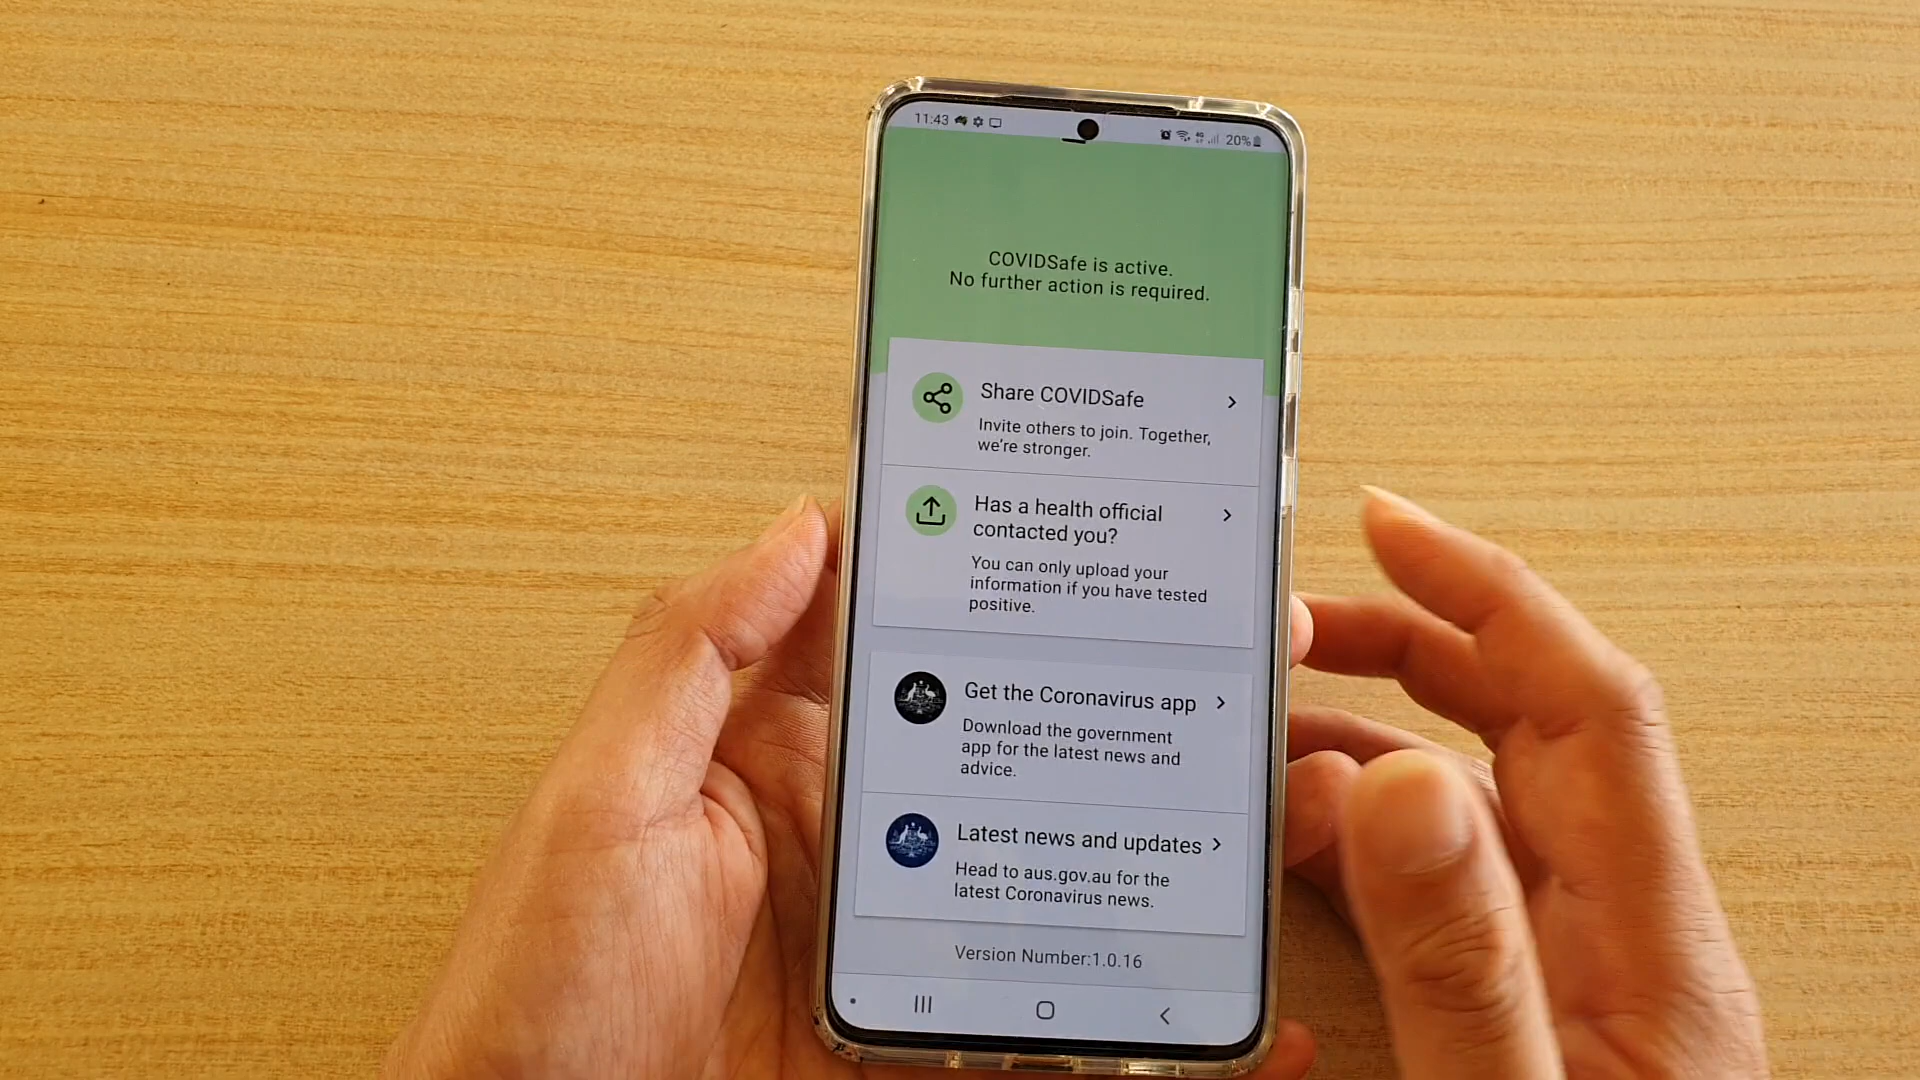 11:43
4G
20%
COVIDSafe is active.
No further action is required.
Share COVIDSafe
Invite others to join. Together,
we're stronger.
Has a health official
contacted you?
You can only upload your
information if you have tested
positive.
Get the Coronavirus app
Download the government
app for the latest news and
advice.
Latest news and updates
Head to aus.gov.au for the
latest Coronavirus news.
Version Number:1.0.16